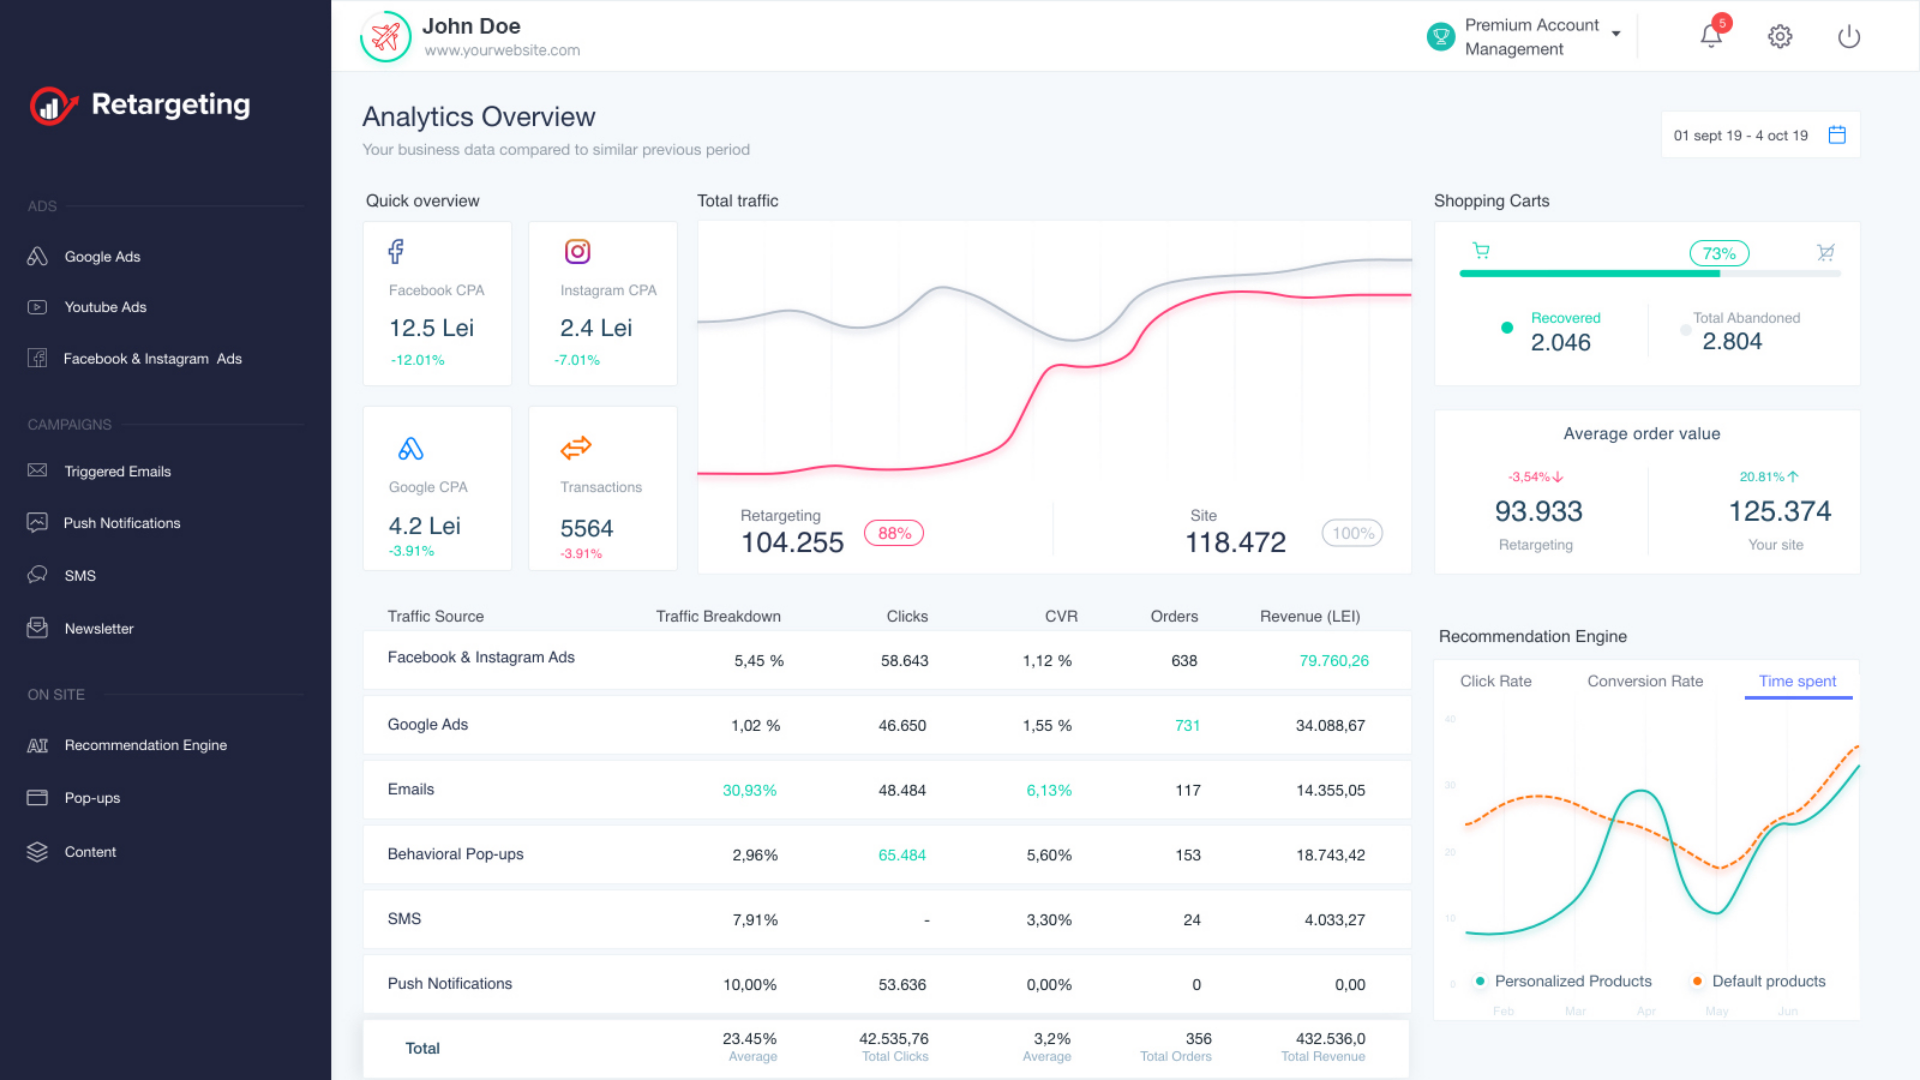 John Doe
www.yourwebsite.com
Premium Account
Management
5
Retargeting
ADS
Google Ads
Youtube Ads
Facebook & Instagram Ads
CAMPAIGNS
Triggered Emails
Push Notifications
SMS
Newsletter
ON SITE
AI Recommendation Engine
Pop-ups
Content
Analytics Overview
Your business data compared to similar previous period
01 sept 19 - 4 oct 19
Quick overview
Facebook CPA
12.5 Lei
-12.01%
Instagram CPA
2.4 Lei
-7.01%
Google CPA
4.2 Lei
-3.91%
Transactions
5564
-3.91%
Total traffic
Retargeting
104.255 88%
Site
118.472 100%
Shopping Carts
73%
Recovered
2.046
Total Abandoned
2.804
Average order value
-3,54%
93.933
Retargeting
20.81%
125.374
Your site
Traffic Source Traffic Breakdown Clicks CVR Orders Revenue (LEI)
Facebook & Instagram Ads 5,45 % 58.643 1,12 % 638 79.760,26
Google Ads 1,02 % 46.650 1,55 % 731 34.088,67
Emails 30,93% 48.484 6,13% 117 14.355,05
Behavioral Pop-ups 2,96% 65.484 5,60% 153 18.743,42
SMS 7,91% - 3,30% 24 4.033,27
Push Notifications 10,00% 53.636 0,00% 0 0,00
Total 23.45% 42.535,76 3,2% 356 432.536,0
Average Total Clicks Average Total Orders Total Revenue
Recommendation Engine
Click Rate Conversion Rate Time spent
40
30
20
10
0
Personalized Products Default products
Feb Mar Apr May Jun